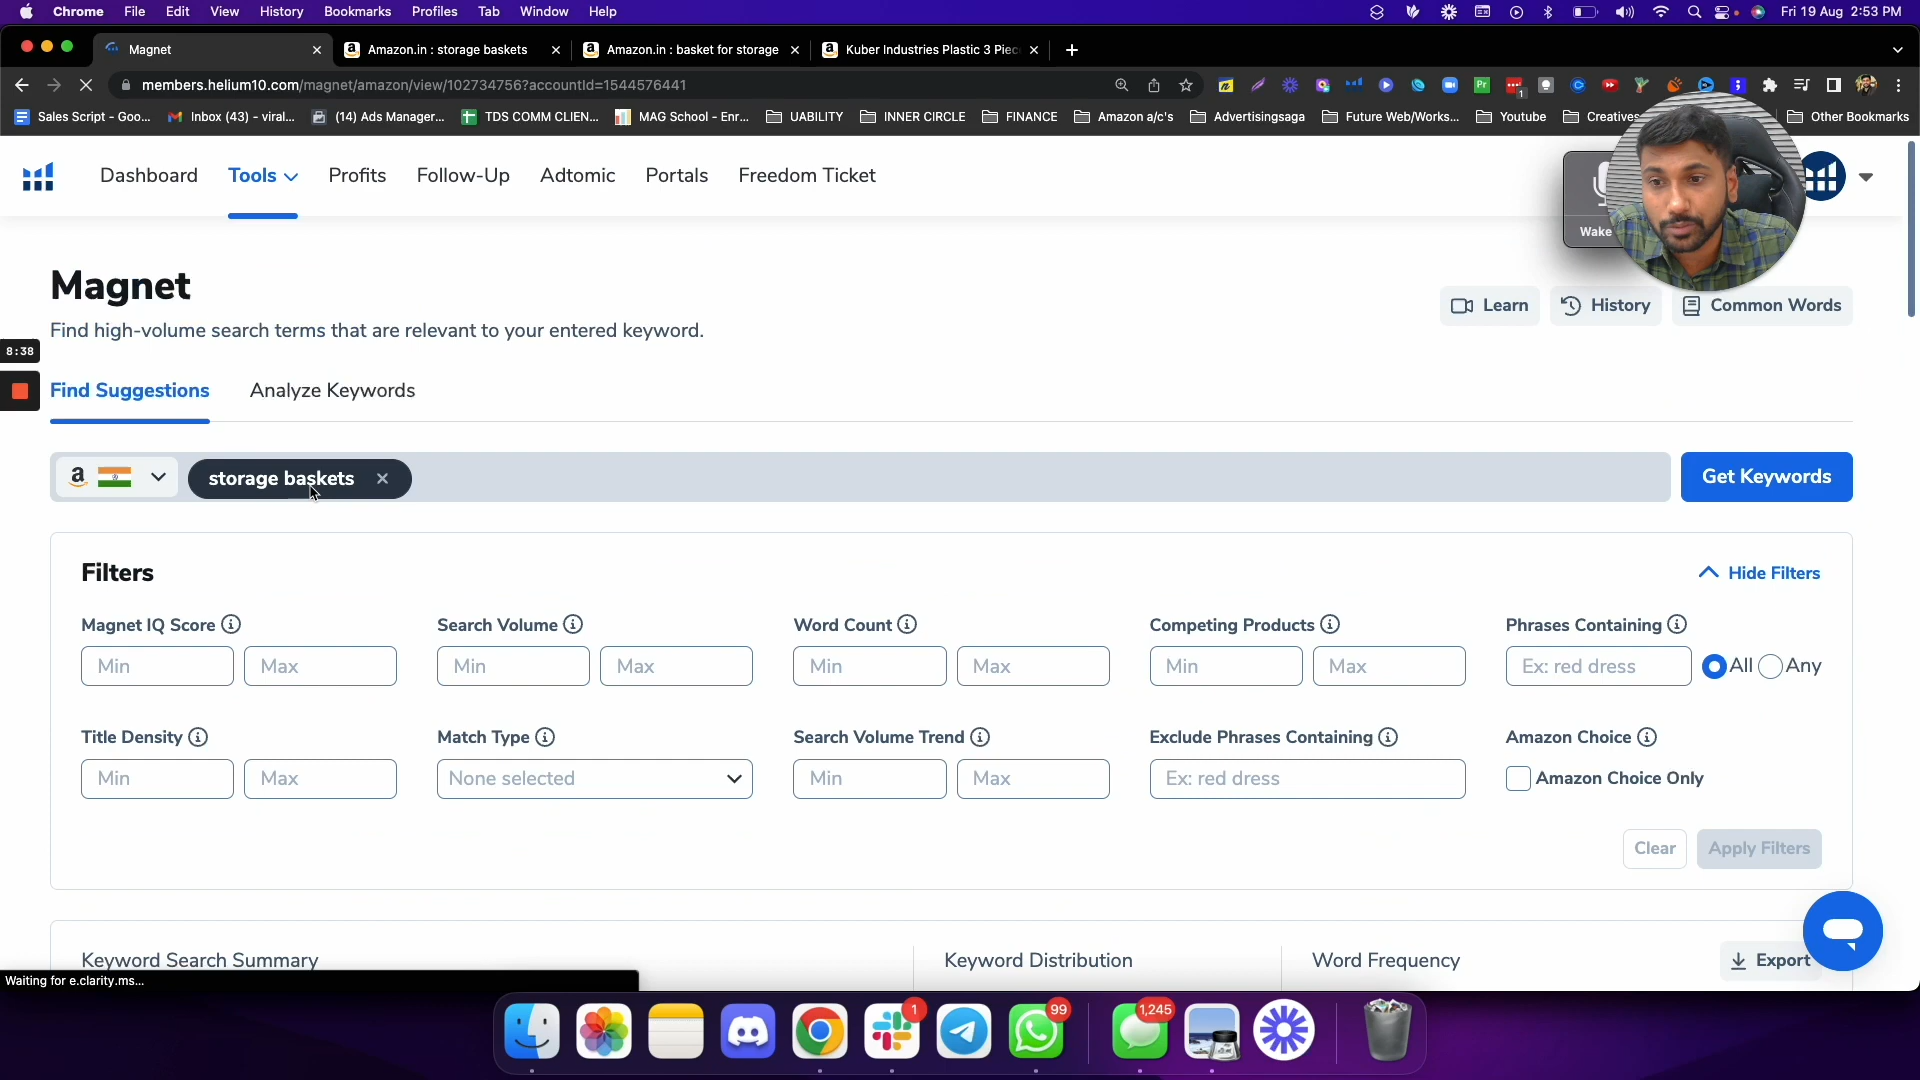 Chrome File Edit View History Bookmarks Profiles Tab Window Help
Fri 19 Aug 2:53 PM
Magnet
Amazon.in : storage baskets
Amazon.in : basket for storage
Kuber Industries Plastic 3 Piec
members.helium10.com/magnet/amazon/view/102734756?accountId=1544576441
Sales Script - Goo...
Inbox (43) - viral...
(14) Ads Manager...
TDS COMM CLIEN...
MAG School - Enr...
UABILITY
INNER CIRCLE
FINANCE
Amazon a/c's
Advertisingsaga
Future Web/Works...
Youtube
Creatives
Other Bookmarks
Dashboard Tools Profits Follow-Up Adtomic Portals Freedom Ticket
Wake
Magnet
Find high-volume search terms that are relevant to your entered keyword.
Learn History Common Words
8:38
Find Suggestions Analyze Keywords
a storage baskets Get Keywords
Filters
Hide Filters
Magnet IQ Score Search Volume Word Count Competing Products Phrases Containing
Min Max Min Max Min Max Min Max Ex: red dress All Any
Title Density Match Type Search Volume Trend Exclude Phrases Containing Amazon Choice
Min Max None selected Min Max Ex: red dress Amazon Choice Only
Clear Apply Filters
Keyword Search Summary Keyword Distribution Word Frequency Export
Waiting for e.clarity.ms...
1 99 1,245